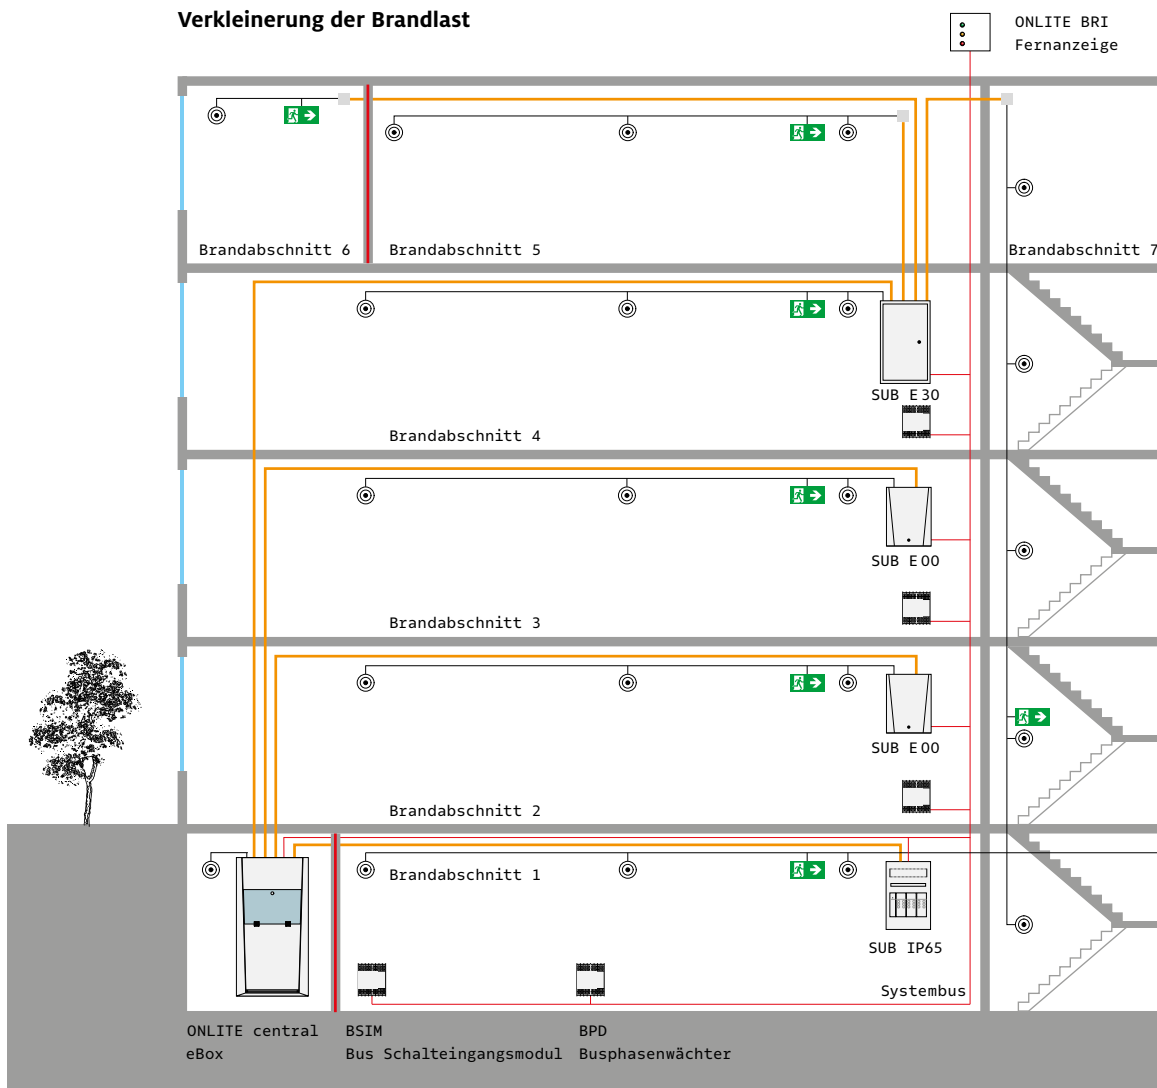 Verkleinerung der Brandlast
ONLITE BRI
Fernanzeige
Brandabschnitt 6
Brandabschnitt 5
Brandabschnitt 7
SUB E30
Brandabschnitt 4
SUB E00
Brandabschnitt 3
SUB E00
Brandabschnitt 2
Brandabschnitt 1
SUB IP65
Systembus
ONLITE central
eBox
BSIM
Bus Schalteingangsmodul
BPD
Busphasenwächter